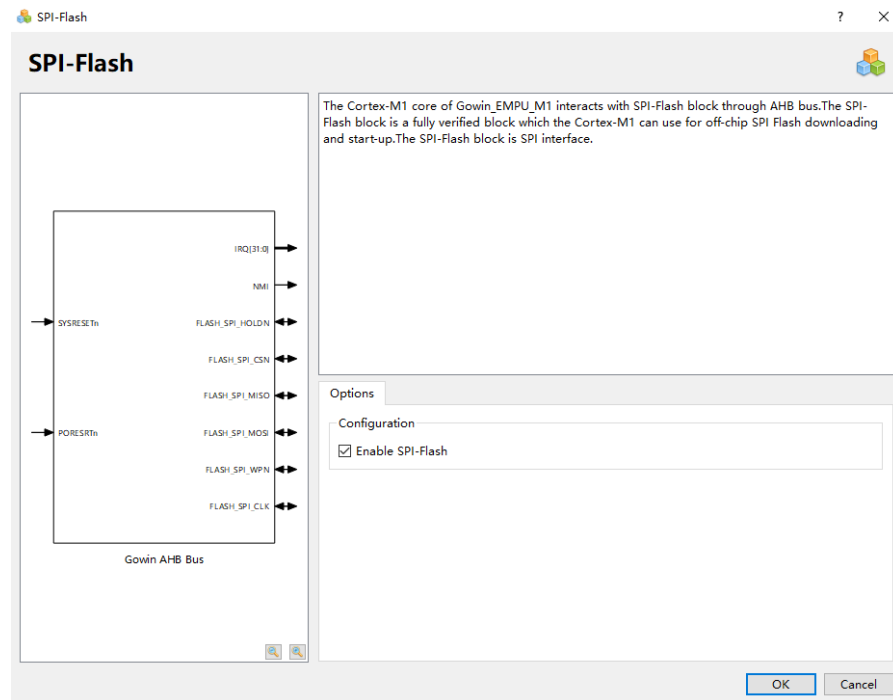 SPI-Flash
?
SPI-Flash
The Cortex-M1 core of Gowin_EMPU_M1 interacts with SPI-Flash block through AHB bus.The SPI-
Flash block is a fully verified block which the Cortex-M1 can use for off-chip SPI Flash downloading
and start-up.The SPI-Flash block is SPI interface.
IRQ[31:0]
NMI
SYSRESETn
FLASH_SPI_HOLDN
FLASH_SPI_CSN
FLASH_SPI_MISO
PORESRTn
FLASH_SPI_MOSI
FLASH_SPI_WPN
FLASH_SPI_CLK
Gowin AHB Bus
Options
Configuration
Enable SPI-Flash
OK
Cancel